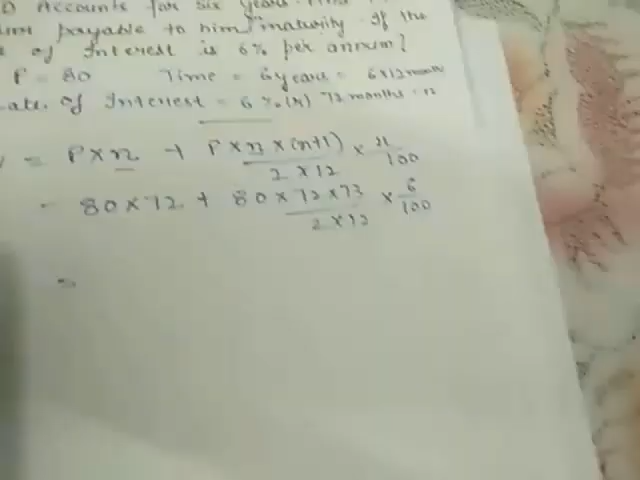 D Accounts for six years
payable to him maturity If the
of Interest is 6% per annum?
P = 80 Time = 6 years = 6×12 month
ate of Interest = 6% (r) 72 months = n
= P × n + P × n × (n+1) / 2 × 12 × r / 100
= 80 × 72 + 80 × 72 × 73 / 2 × 12 × 6 / 100
=